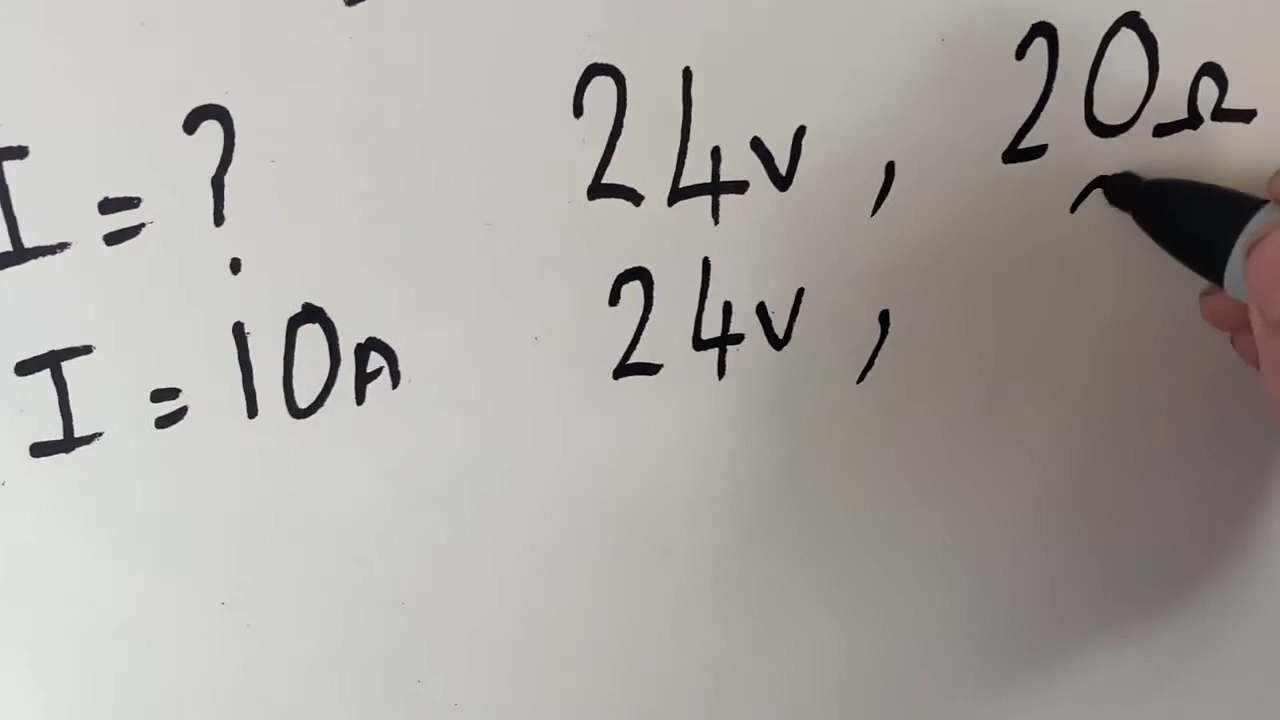 I = ? 24V , 20Ω
I = 10A 24V ,